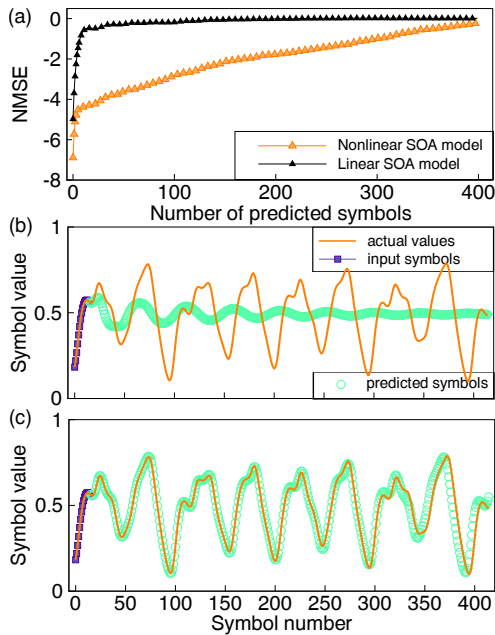 (a)
0
-2
-4
-6
-8
NMSE
Nonlinear SOA model
Linear SOA model
0 100 200 300 400
Number of predicted symbols
(b)
1
0.5
0
Symbol value
actual values
input symbols
predicted symbols
(c)
1
0.5
0
Symbol value
0 50 100 150 200 250 300 350 400
Symbol number